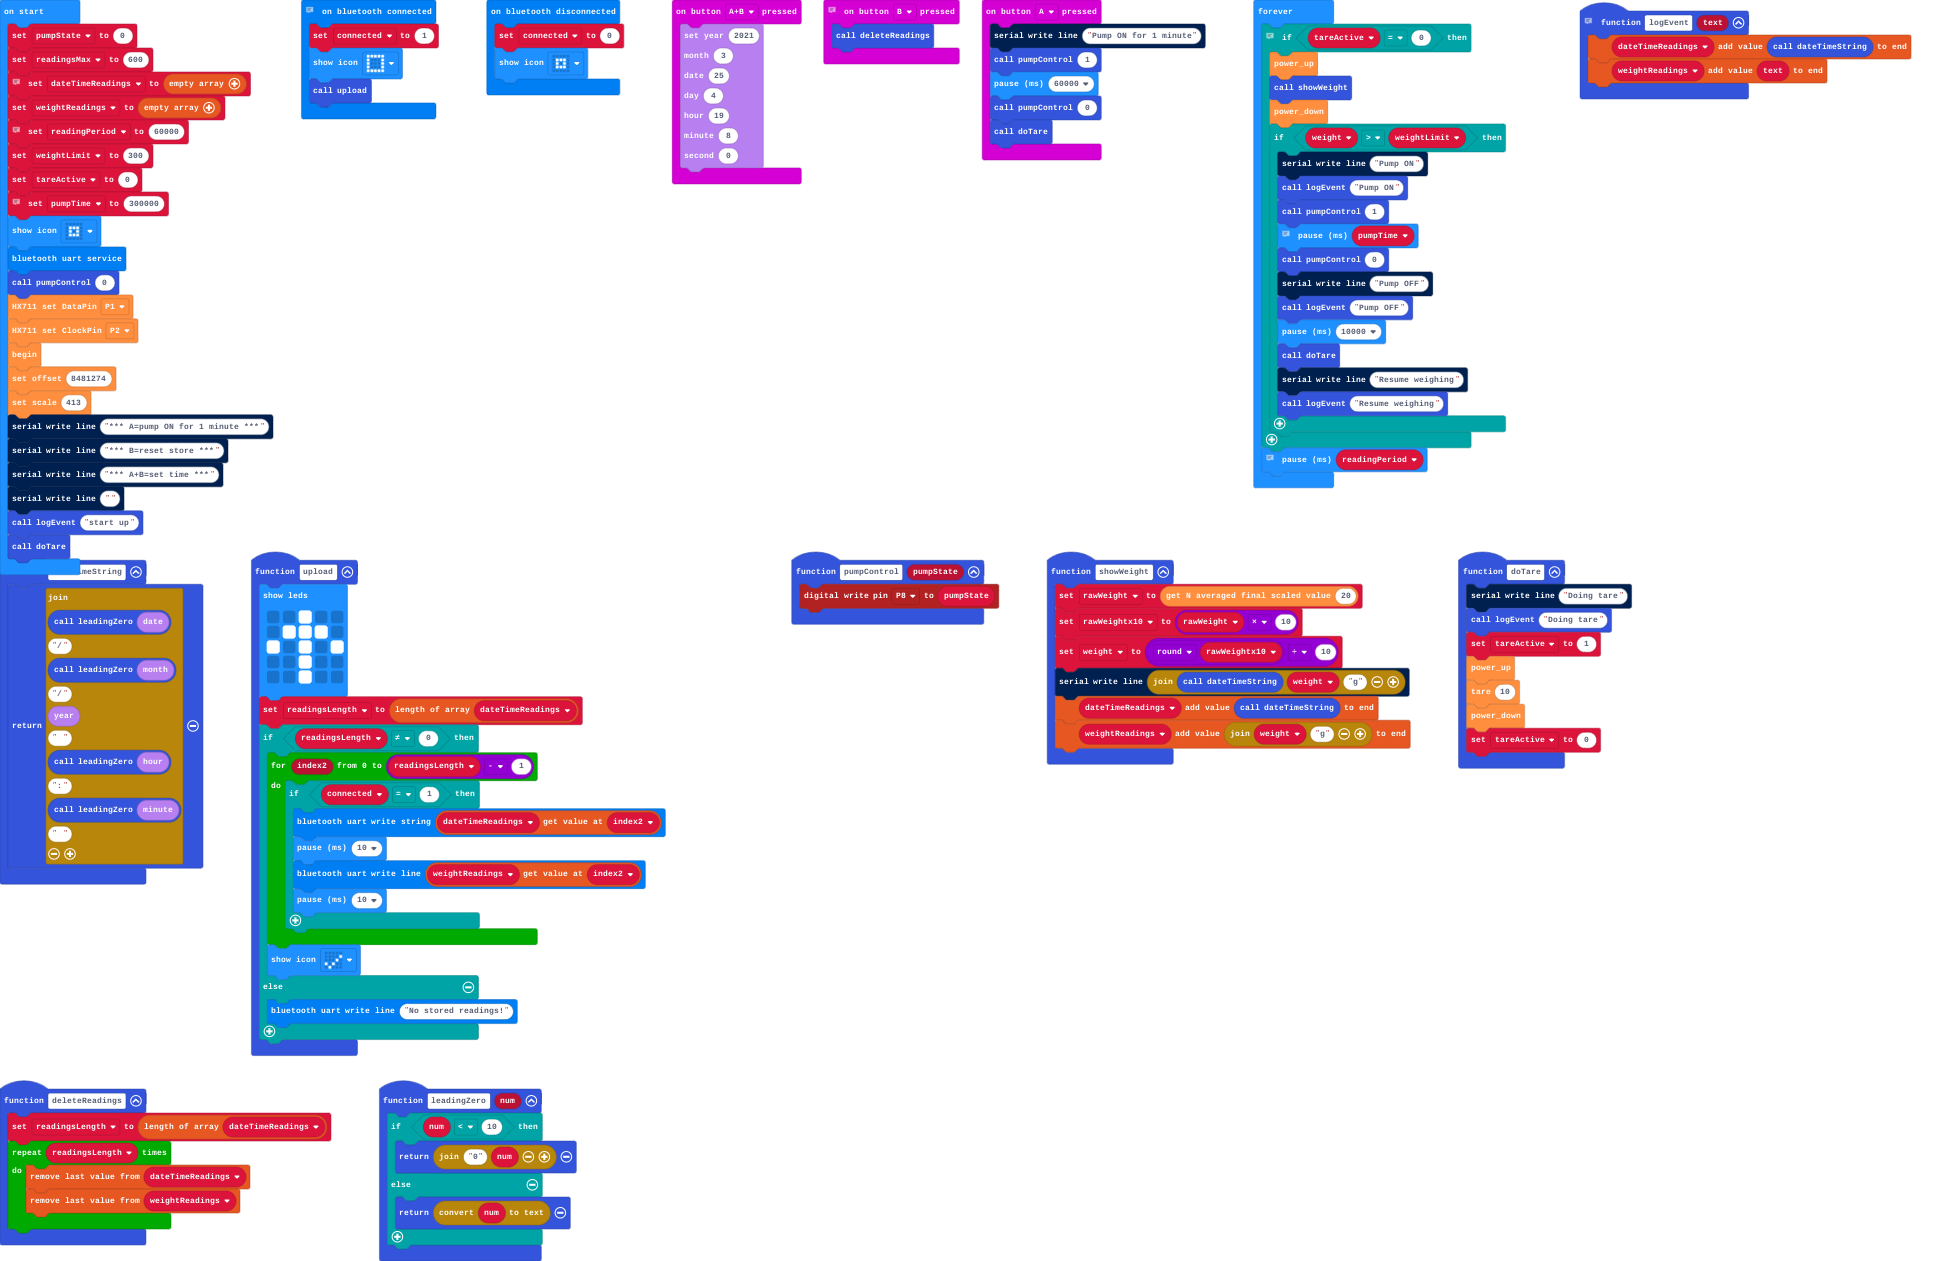 on start
set pumpState to 0
set readingsMax to 600
set dateTimeReadings to empty array
set weightReadings to empty array
set readingPeriod to 60000
set weightLimit to 300
set tareActive to 0
set pumpTime to 300000
show icon
bluetooth uart service
call pumpControl 0
HX711 set DataPin P1
HX711 set ClockPin P2
begin
set offset 8481274
set scale 413
serial write line "*** A=pump ON for 1 minute ***"
serial write line "*** B=reset store ***"
serial write line "*** A+B=set time ***"
serial write line ""
call logEvent "start up"
call doTare
on bluetooth connected
set connected to 1
show icon
call upload
on bluetooth disconnected
set connected to 0
show icon
on button A+B pressed
set year 2021
month 3
date 25
day 4
hour 19
minute 8
second 0
on button B pressed
call deleteReadings
on button A pressed
serial write line "Pump ON for 1 minute"
call pumpControl 1
pause (ms) 60000
call pumpControl 0
call doTare
forever
if tareActive = 0 then
power_up
call showWeight
power_down
if weight > weightLimit then
serial write line "Pump ON"
call logEvent "Pump ON"
call pumpControl 1
pause (ms) pumpTime
call pumpControl 0
serial write line "Pump OFF"
call logEvent "Pump OFF"
pause (ms) 10000
call doTare
serial write line "Resume weighing"
call logEvent "Resume weighing"
pause (ms) readingPeriod
function logEvent text
dateTimeReadings add value call dateTimeString to end
weightReadings add value text to end
imeString
join
call leadingZero date
"/"
call leadingZero month
"/"
return year
" "
call leadingZero hour
":"
call leadingZero minute
" "
function upload
show leds
set readingsLength to length of array dateTimeReadings
if readingsLength ≠ 0 then
for index2 from 0 to readingsLength - 1
do if connected = 1 then
bluetooth uart write string dateTimeReadings get value at index2
pause (ms) 10
bluetooth uart write line weightReadings get value at index2
pause (ms) 10
show icon
else
bluetooth uart write line "No stored readings!"
function pumpControl pumpState
digital write pin P8 to pumpState
function showWeight
set rawWeight to get N averaged final scaled value 20
set rawWeightx10 to rawWeight × 10
set weight to round rawWeightx10 ÷ 10
serial write line join call dateTimeString weight "g"
dateTimeReadings add value call dateTimeString to end
weightReadings add value join weight "g" to end
function doTare
serial write line "Doing tare"
call logEvent "Doing tare"
set tareActive to 1
power_up
tare 10
power_down
set tareActive to 0
function deleteReadings
set readingsLength to length of array dateTimeReadings
repeat readingsLength times
do remove last value from dateTimeReadings
remove last value from weightReadings
function leadingZero num
if num < 10 then
return join "0" num
else
return convert num to text